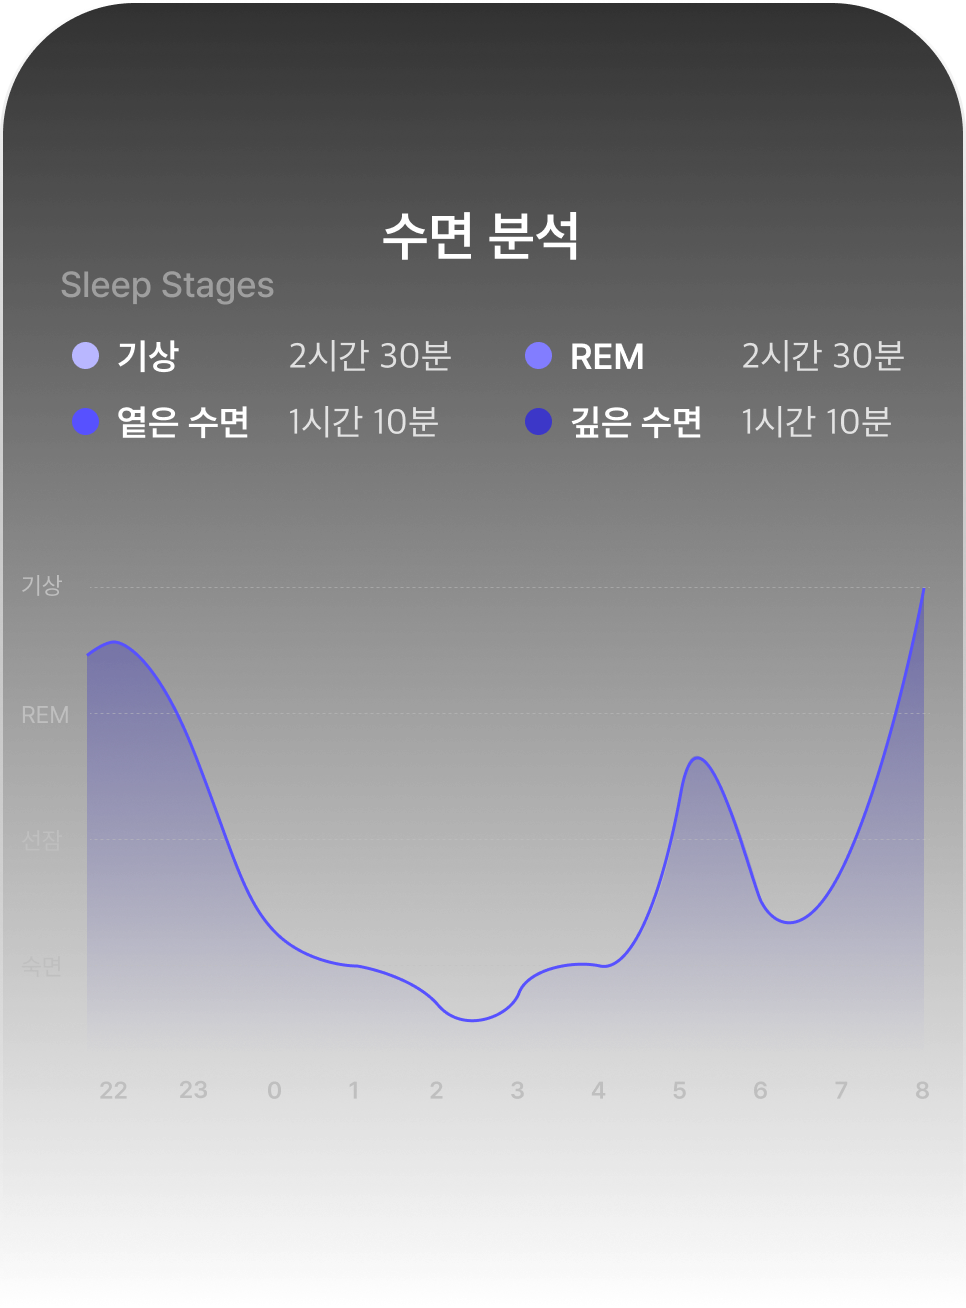 수면 분석
Sleep Stages
기상 2시간 30분 REM 2시간 30분
옅은 수면 1시간 10분 깊은 수면 1시간 10분
기상
REM
선잠
숙면
22 23 0 1 2 3 4 5 6 7 8